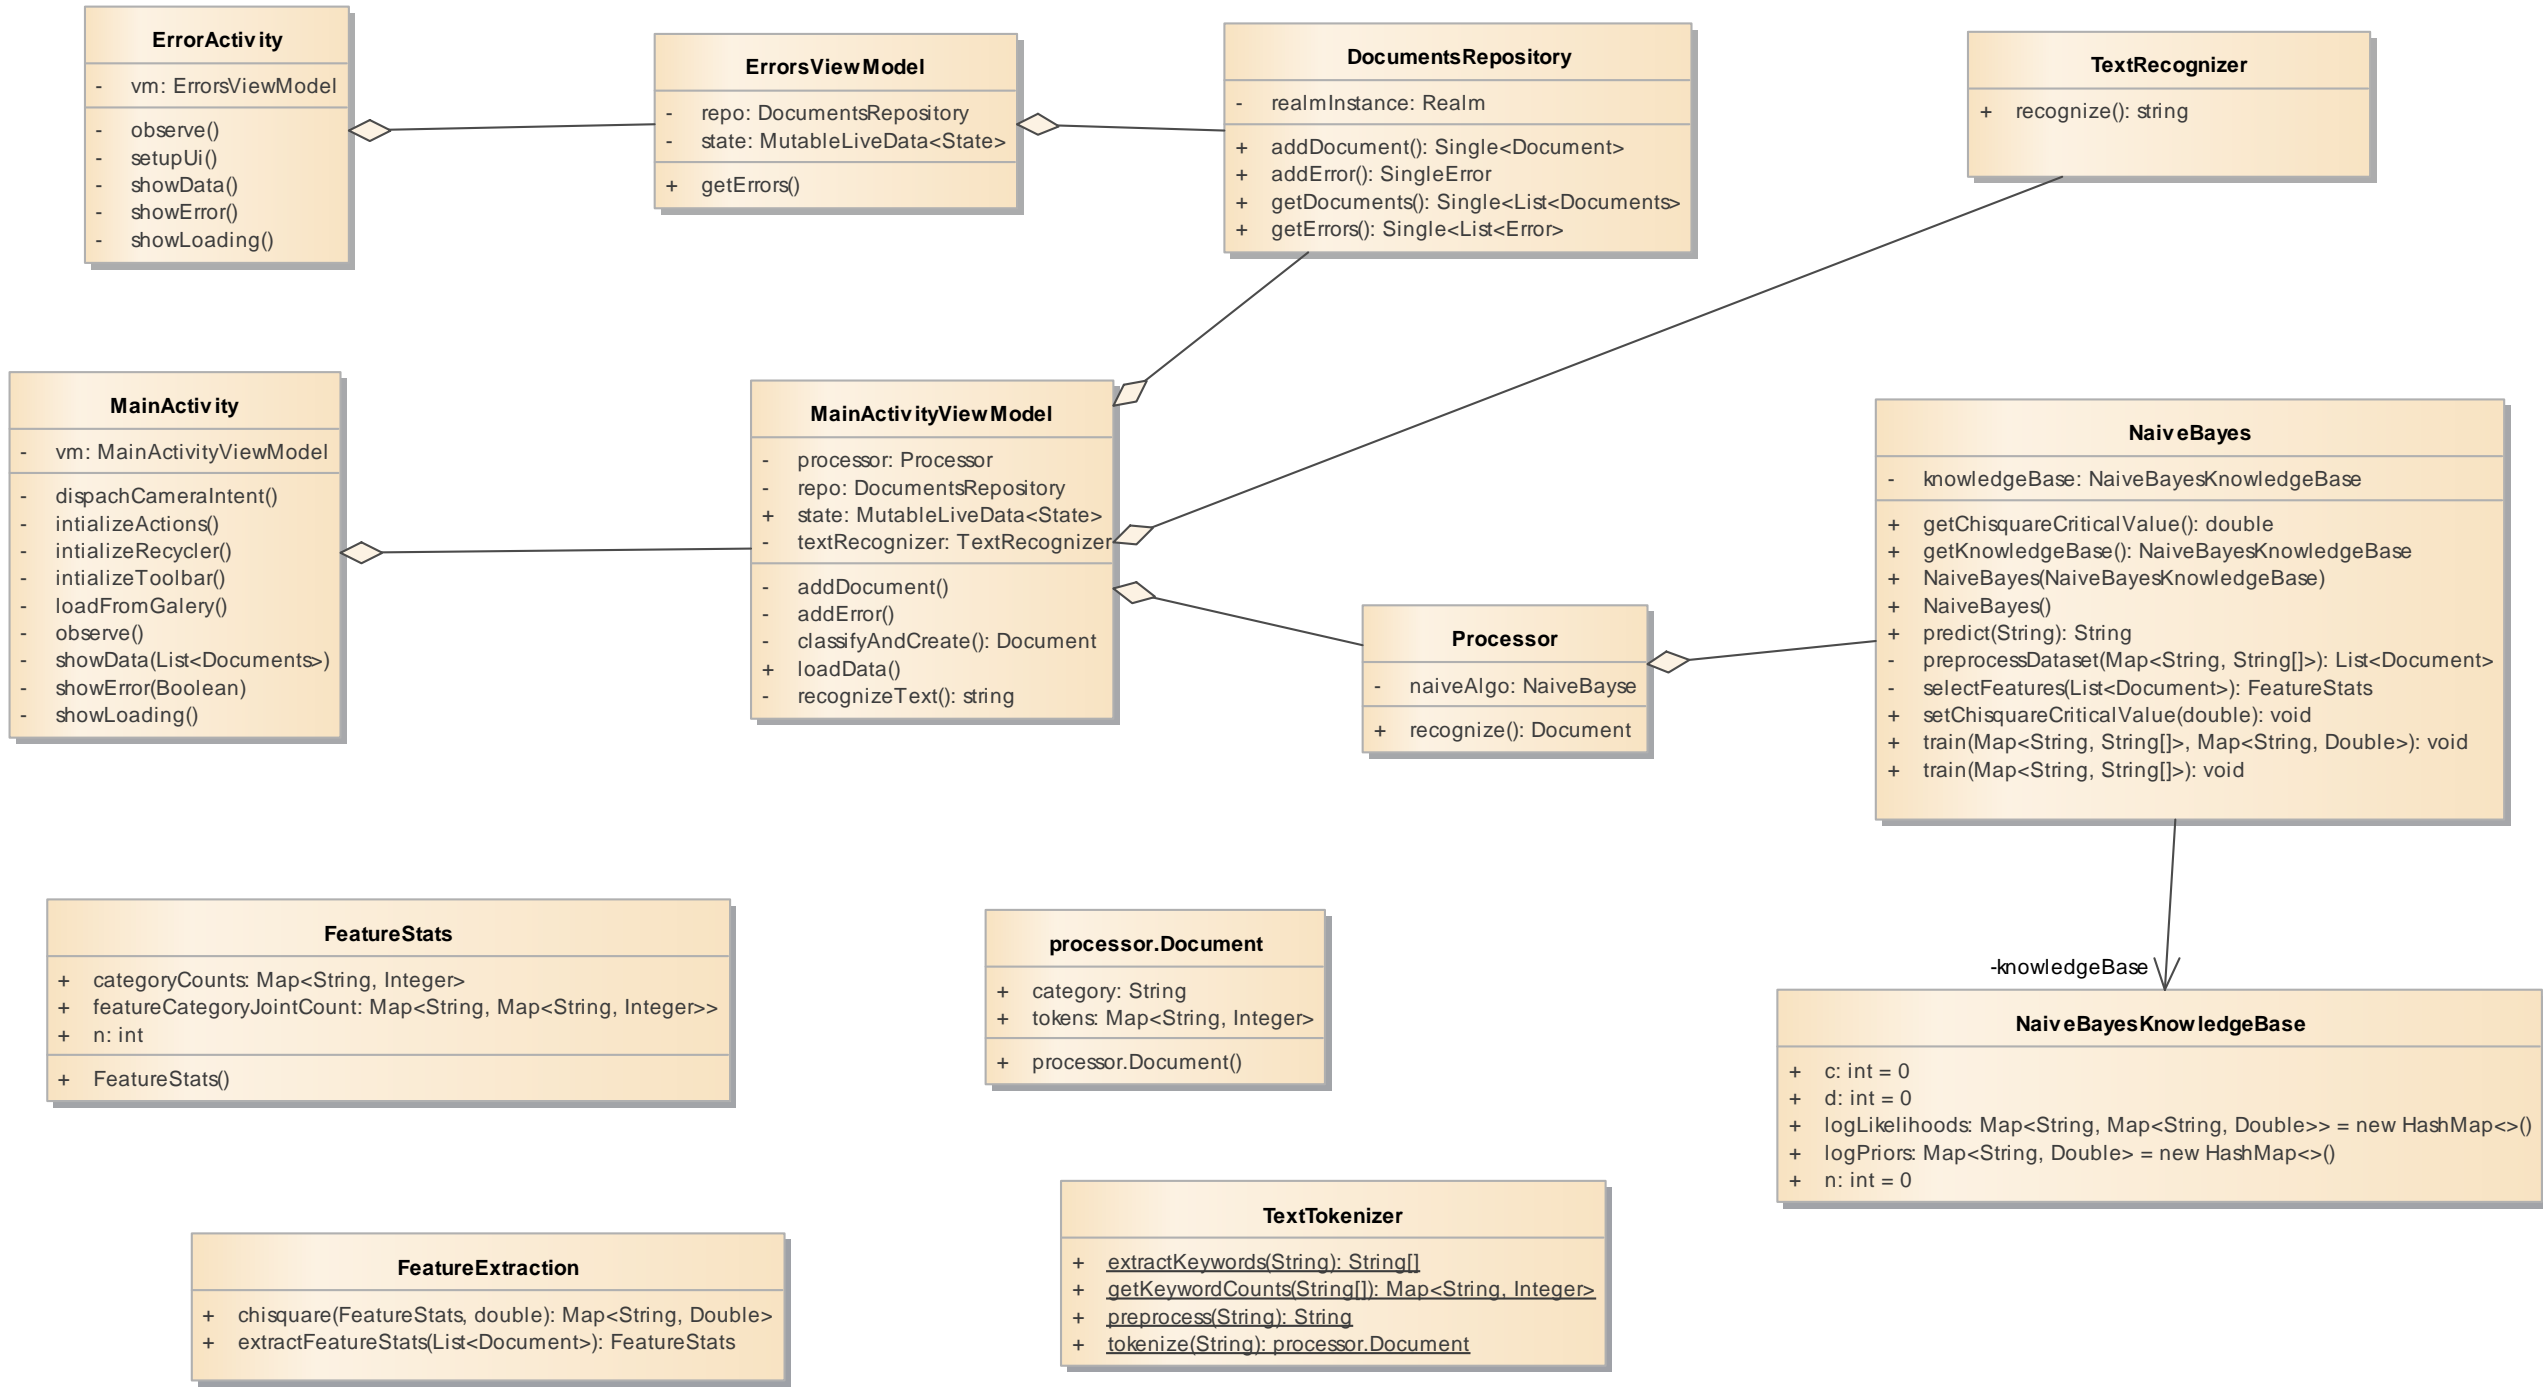 ErrorActivity
- vm: ErrorsViewModel
- observe()
- setupUi()
- showData()
- showError()
- showLoading()
ErrorsViewModel
- repo: DocumentsRepository
- state: MutableLiveData<State>
+ getErrors()
DocumentsRepository
- realmInstance: Realm
+ addDocument(): Single<Document>
+ addError(): SingleError
+ getDocuments(): Single<List<Documents>
+ getErrors(): Single<List<Error>
TextRecognizer
+ recognize(): string
MainActivity
- vm: MainActivityViewModel
- dispachCameraIntent()
- intializeActions()
- intializeRecycler()
- intializeToolbar()
- loadFromGalery()
- observe()
- showData(List<Documents>)
- showError(Boolean)
- showLoading()
MainActivityViewModel
- processor: Processor
- repo: DocumentsRepository
+ state: MutableLiveData<State>
- textRecognizer: TextRecognizer
- addDocument()
- addError()
- classifyAndCreate(): Document
+ loadData()
- recognizeText(): string
Processor
- naiveAlgo: NaiveBayse
+ recognize(): Document
NaiveBayes
- knowledgeBase: NaiveBayesKnowledgeBase
+ getChisquareCriticalValue(): double
+ getKnowledgeBase(): NaiveBayesKnowledgeBase
+ NaiveBayes(NaiveBayesKnowledgeBase)
+ NaiveBayes()
+ predict(String): String
- preprocessDataset(Map<String, String[]>): List<Document>
- selectFeatures(List<Document>): FeatureStats
+ setChisquareCriticalValue(double): void
+ train(Map<String, String[]>, Map<String, Double>): void
+ train(Map<String, String[]>): void
-knowledgeBase
NaiveBayesKnowledgeBase
+ c: int = 0
+ d: int = 0
+ logLikelihoods: Map<String, Map<String, Double>> = new HashMap<>()
+ logPriors: Map<String, Double> = new HashMap<>()
+ n: int = 0
FeatureStats
+ categoryCounts: Map<String, Integer>
+ featureCategoryJointCount: Map<String, Map<String, Integer>>
+ n: int
+ FeatureStats()
processor.Document
+ category: String
+ tokens: Map<String, Integer>
+ processor.Document()
FeatureExtraction
+ chisquare(FeatureStats, double): Map<String, Double>
+ extractFeatureStats(List<Document>): FeatureStats
TextTokenizer
+ extractKeywords(String): String[]
+ getKeywordCounts(String[]): Map<String, Integer>
+ preprocess(String): String
+ tokenize(String): processor.Document